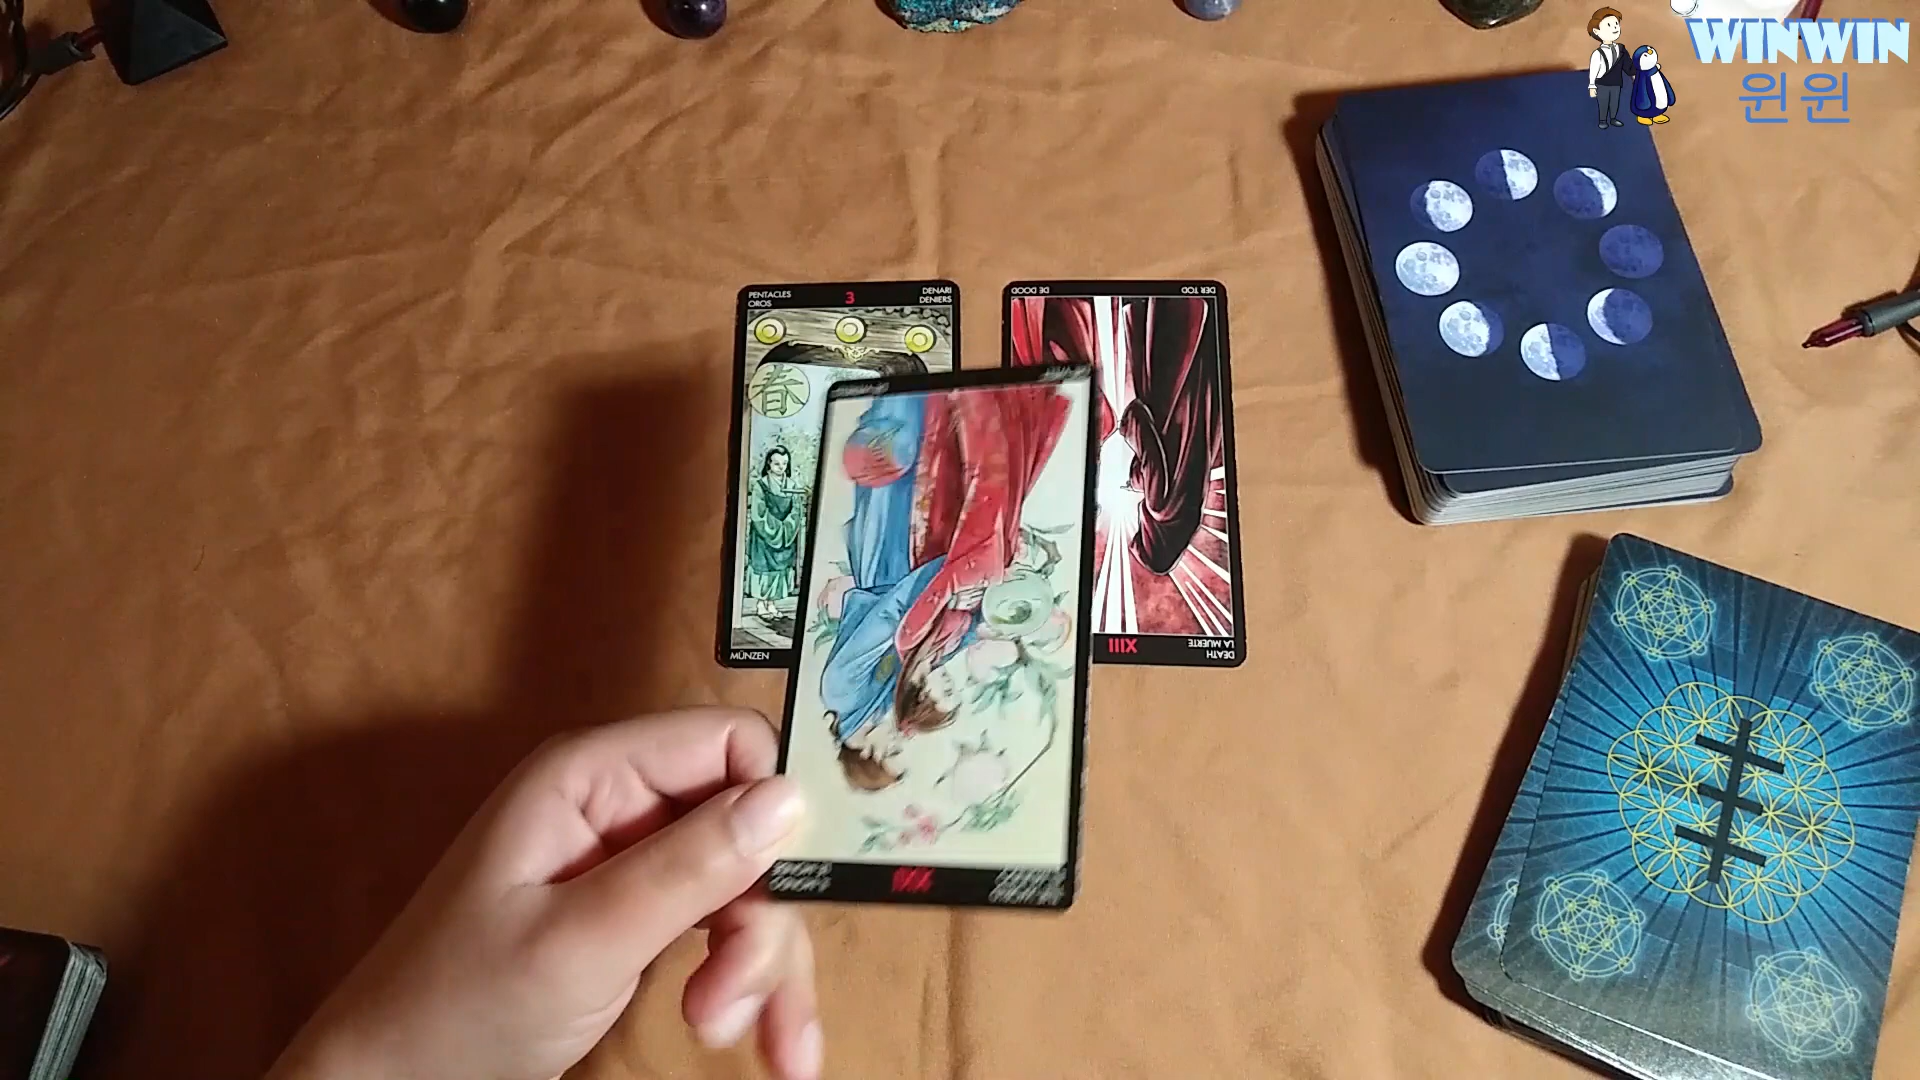 WINWIN
윈윈
PENTACLES
OROS
3
DENARI
DENIERS
春
MÜNZEN
DE DOOD
DER TOD
XIII
DEATH
LA MUERTE